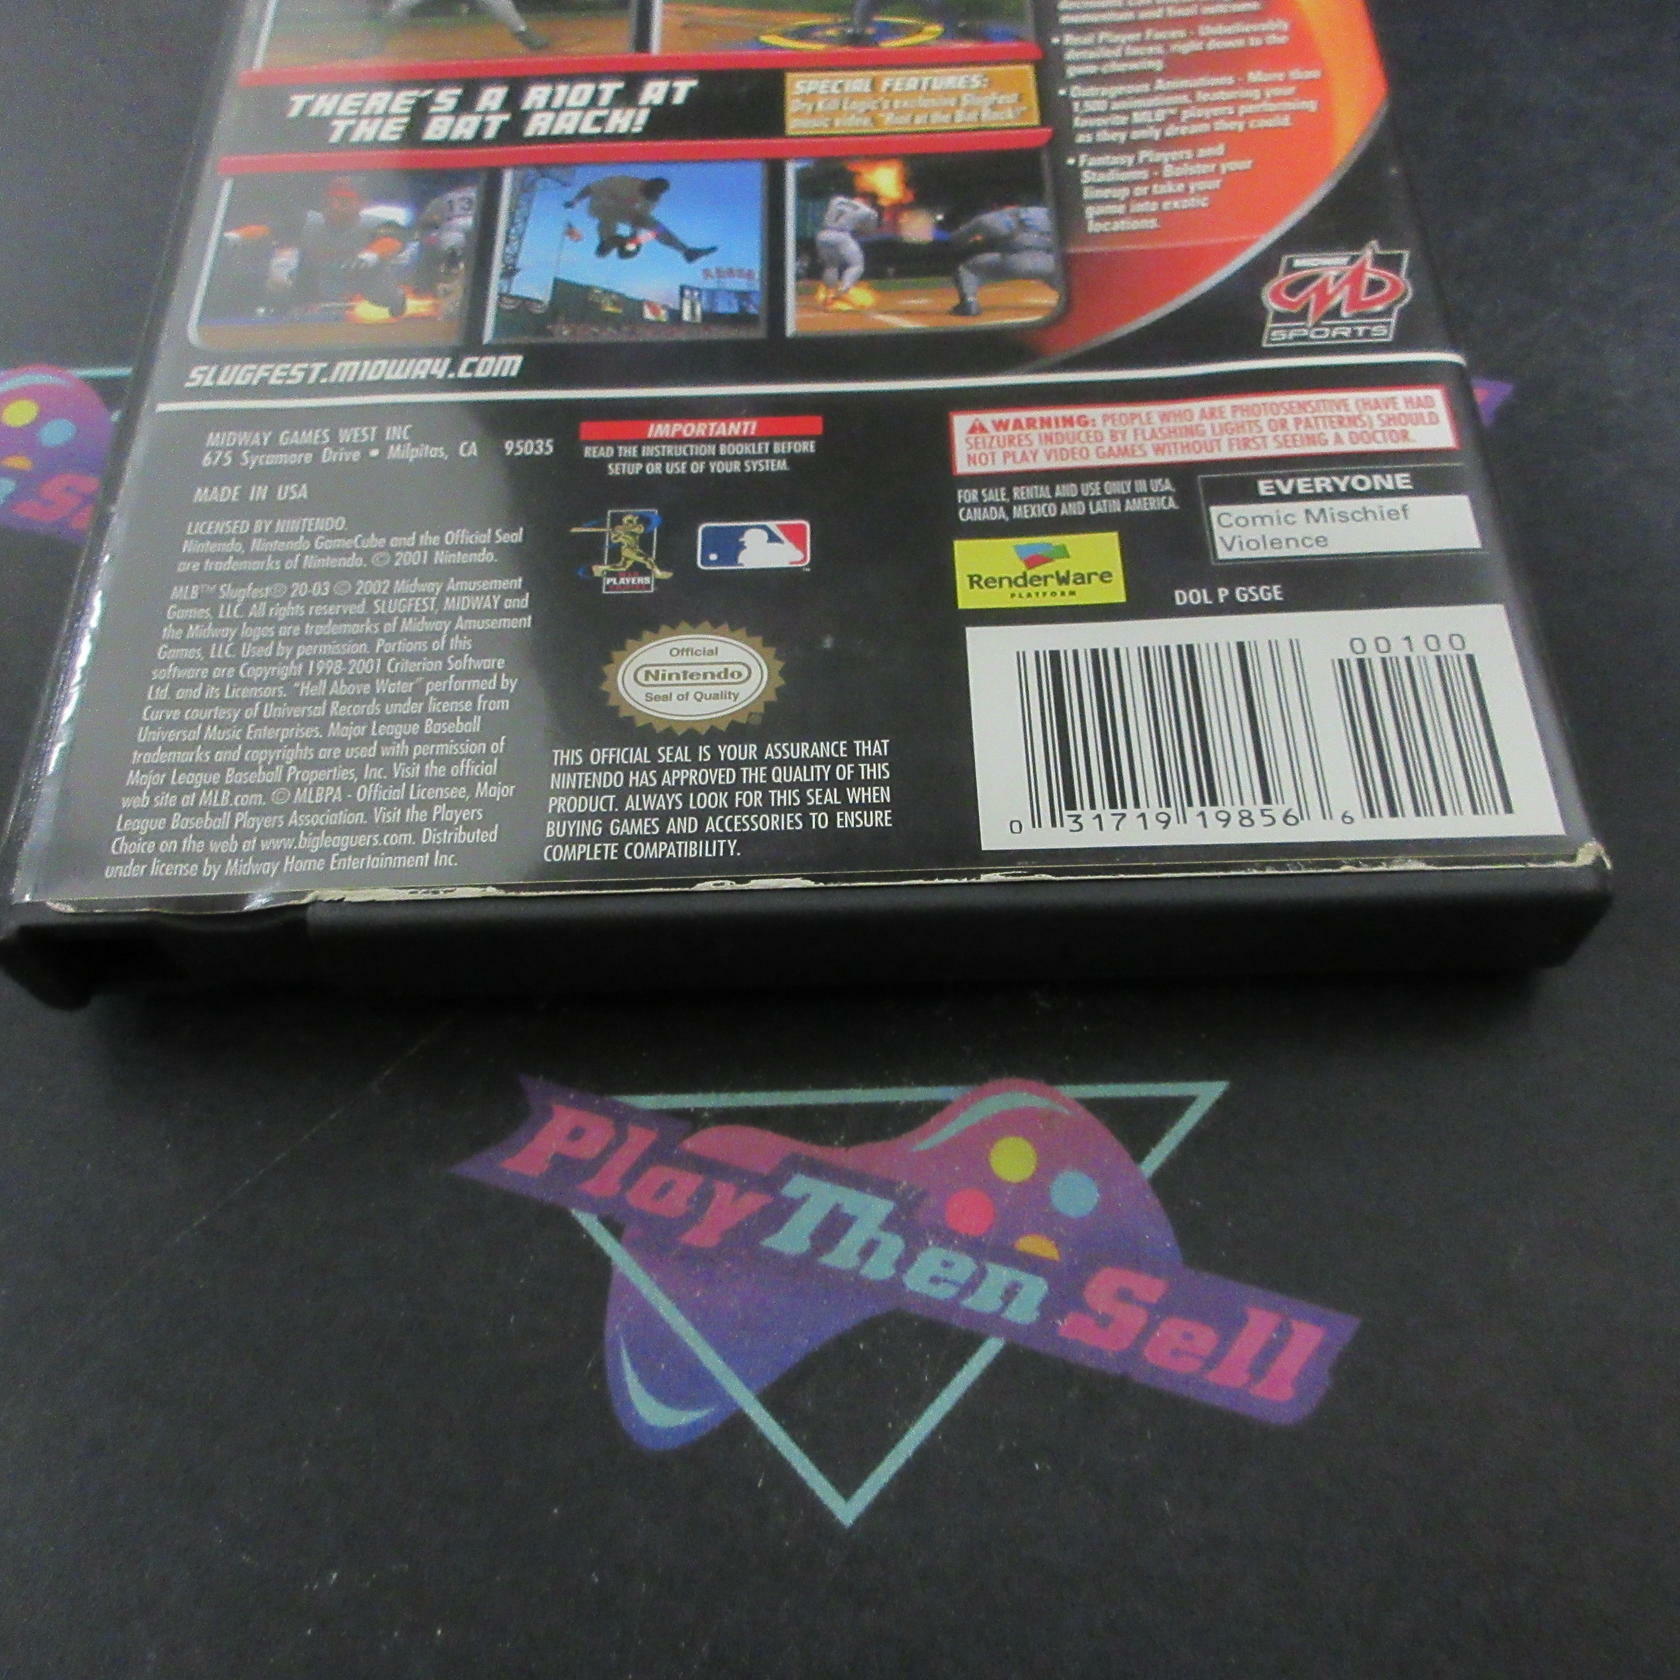 momentum and final outcome.
• Real Player Faces - Unbelievably
detailed faces, right down to the
gum-chewing.
• Outrageous Animations - More than
1,500 animations, featuring your
favorite MLB™ players performing
as they only dream they could.
• Fantasy Players and
Stadiums - Bolster your
lineup or take your
game into exotic
locations.
THERE'S A RIOT AT
THE BAT RACK!
SPECIAL FEATURES:
Dry Kill Logic's exclusive SlugFest
music video, "Riot at the Bat Rack!"
13
7
MIDWAY
SPORTS
SLUGFEST.MIDWAY.COM
MIDWAY GAMES WEST INC
675 Sycamore Drive • Milpitas, CA 95035
MADE IN USA
LICENSED BY NINTENDO.
Nintendo, Nintendo GameCube and the Official Seal
are trademarks of Nintendo. © 2001 Nintendo.
MLB™ Slugfest® 20-03 © 2002 Midway Amusement
Games, LLC. All rights reserved. SLUGFEST, MIDWAY and
the Midway logos are trademarks of Midway Amusement
Games, LLC. Used by permission. Portions of this
software are Copyright 1998-2001 Criterion Software
Ltd. and its Licensors. "Hell Above Water" performed by
Curve courtesy of Universal Records under license from
Universal Music Enterprises. Major League Baseball
trademarks and copyrights are used with permission of
Major League Baseball Properties, Inc. Visit the official
web site at MLB.com. © MLBPA - Official Licensee, Major
League Baseball Players Association. Visit the Players
Choice on the web at www.bigleaguers.com. Distributed
under license by Midway Home Entertainment Inc.
IMPORTANT!
READ THE INSTRUCTION BOOKLET BEFORE
SETUP OR USE OF YOUR SYSTEM.
PLAYERS
Official
Nintendo
Seal of Quality
THIS OFFICIAL SEAL IS YOUR ASSURANCE THAT
NINTENDO HAS APPROVED THE QUALITY OF THIS
PRODUCT. ALWAYS LOOK FOR THIS SEAL WHEN
BUYING GAMES AND ACCESSORIES TO ENSURE
COMPLETE COMPATIBILITY.
WARNING: PEOPLE WHO ARE PHOTOSENSITIVE (HAVE HAD
SEIZURES INDUCED BY FLASHING LIGHTS OR PATTERNS) SHOULD
NOT PLAY VIDEO GAMES WITHOUT FIRST SEEING A DOCTOR.
FOR SALE, RENTAL AND USE ONLY IN USA,
CANADA, MEXICO AND LATIN AMERICA.
EVERYONE
Comic Mischief
Violence
RenderWare
PLATFORM
DOL P GSGE
00100
0 31719 19856 6
Play Then Sell